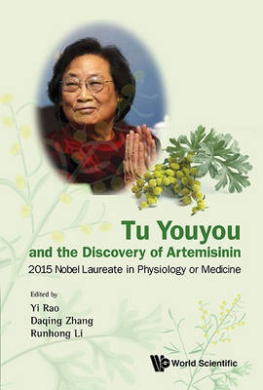 Tu Youyou
and the Discovery of Artemisinin
2015 Nobel Laureate in Physiology or Medicine
Edited by
Yi Rao
Daqing Zhang
Runhong Li
World Scientific